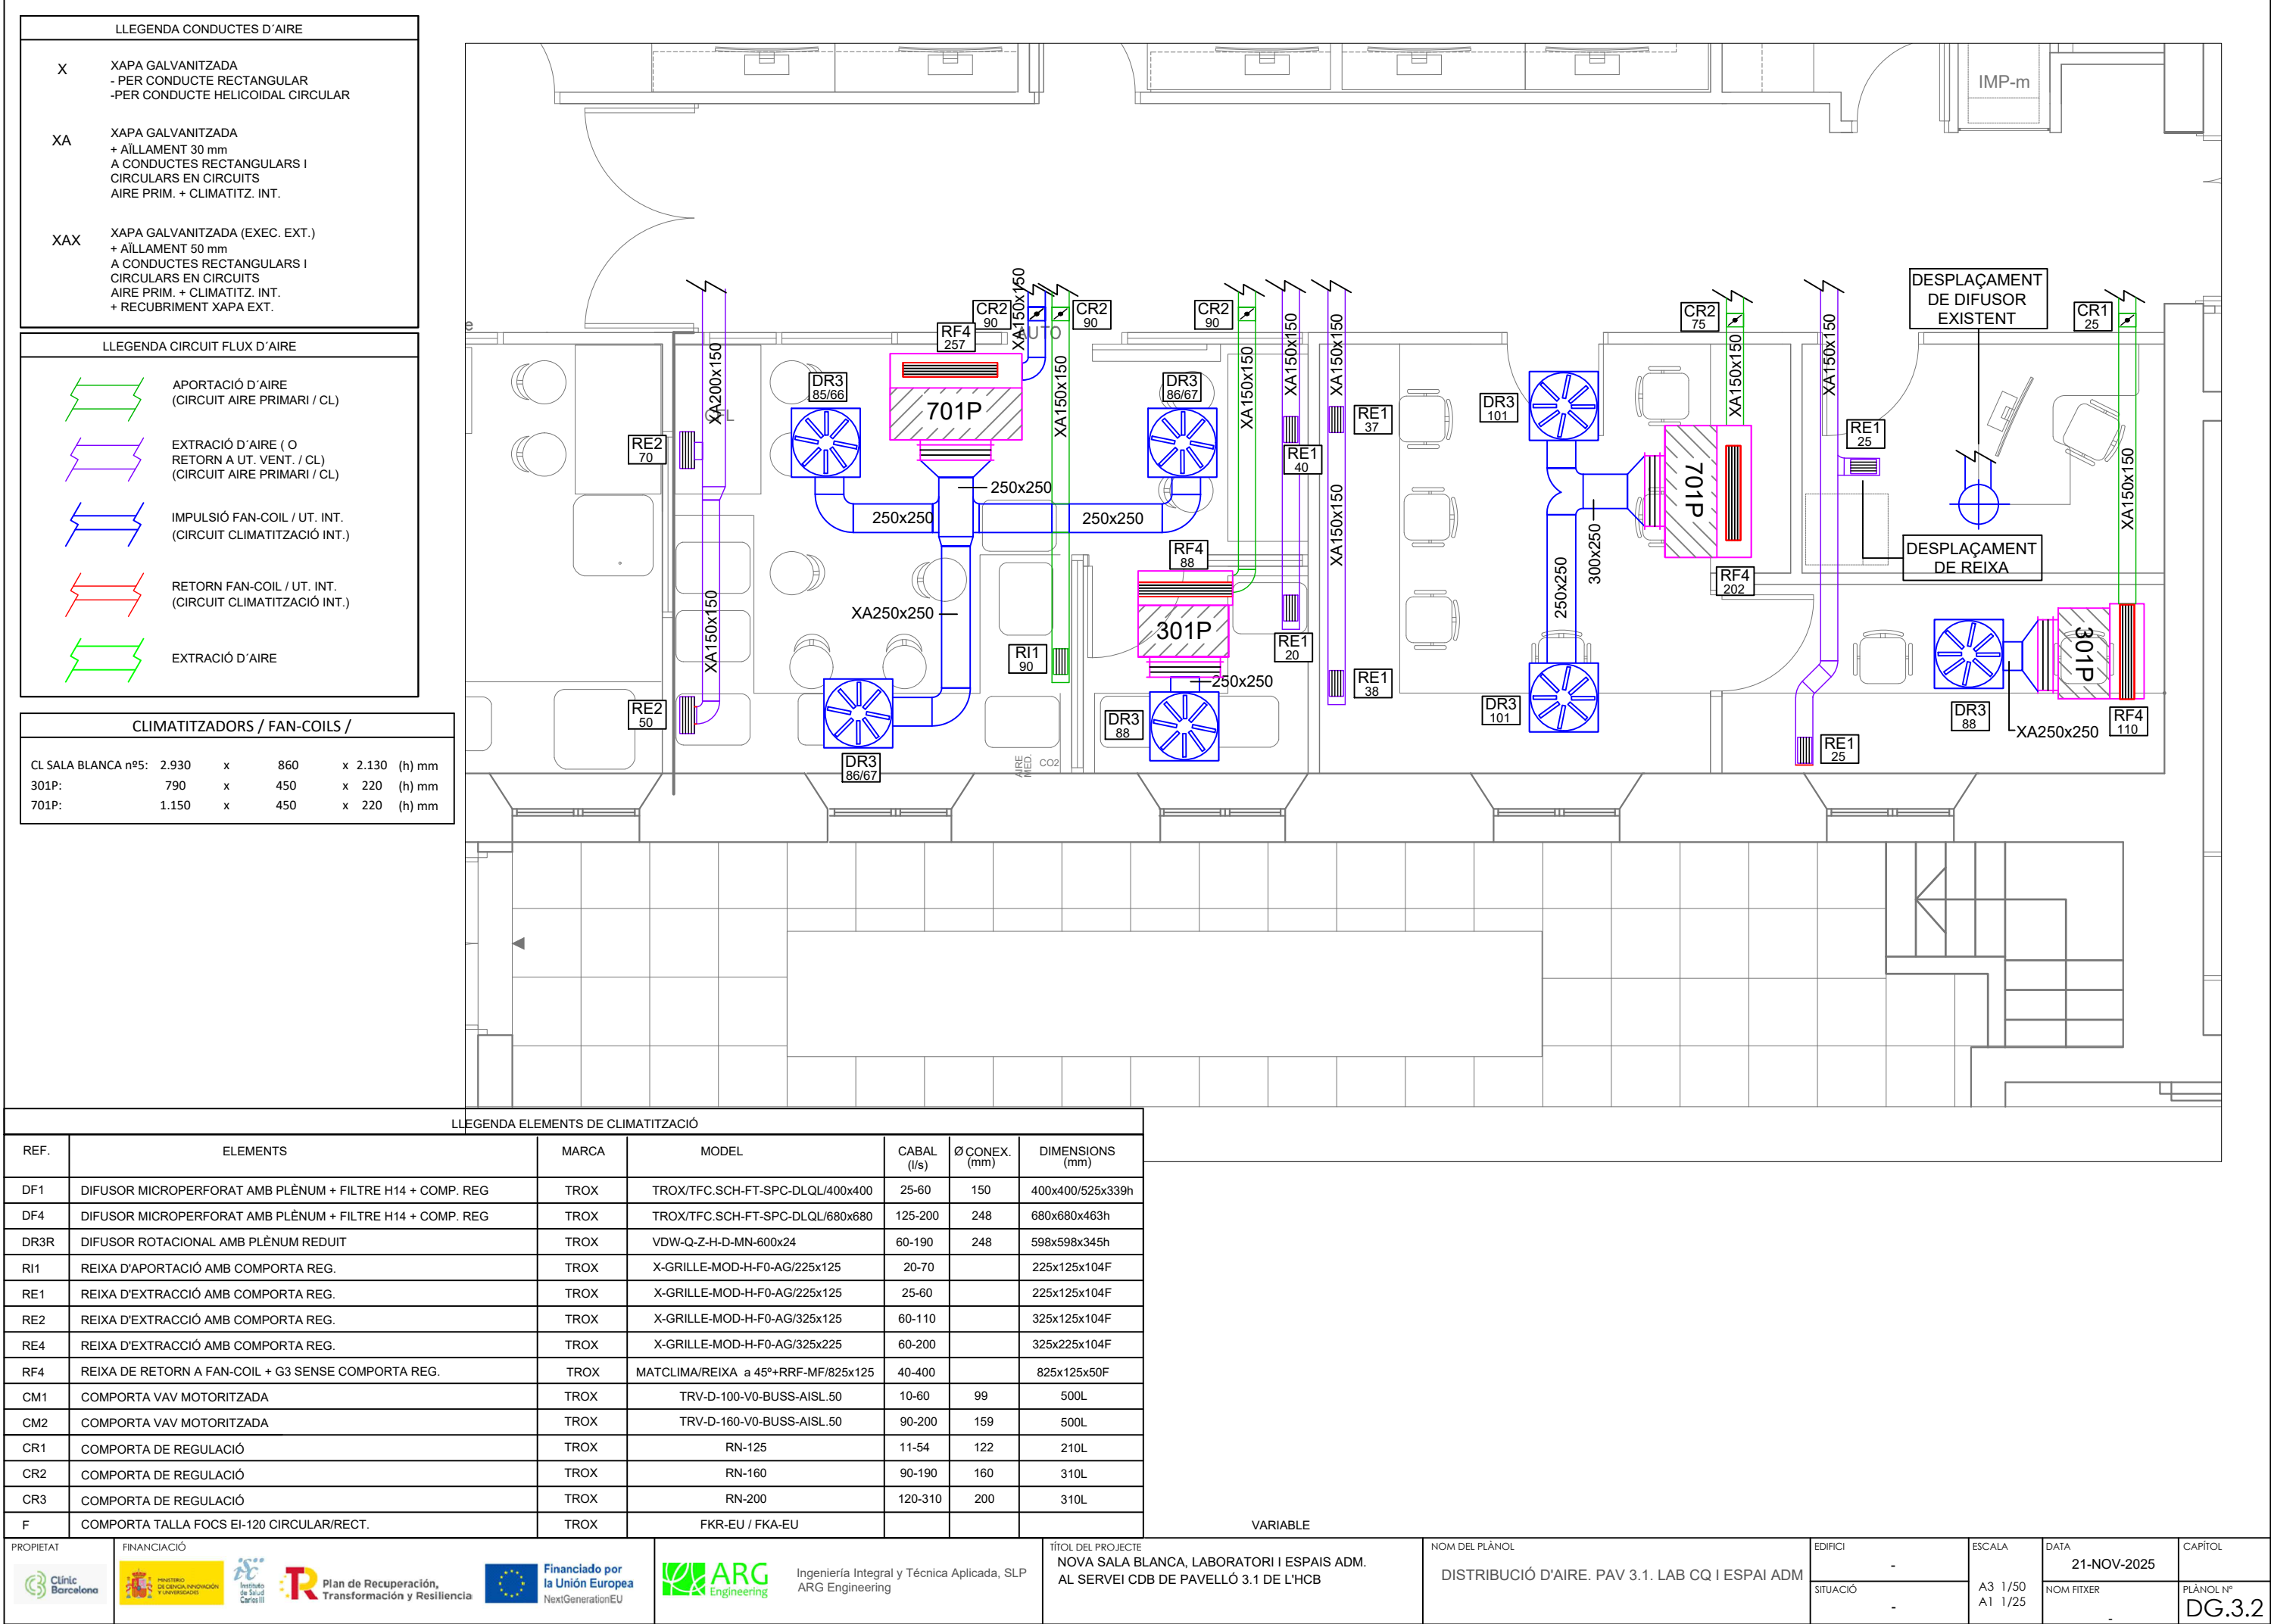 LLEGENDA CONDUCTES D´AIRE
X
XAPA GALVANITZADA
- PER CONDUCTE RECTANGULAR
-PER CONDUCTE HELICOIDAL CIRCULAR
XA
XAPA GALVANITZADA
+ AÏLLAMENT 30 mm
A CONDUCTES RECTANGULARS I
CIRCULARS EN CIRCUITS
AIRE PRIM. + CLIMATITZ. INT.
XAX
XAPA GALVANITZADA (EXEC. EXT.)
+ AÏLLAMENT 50 mm
A CONDUCTES RECTANGULARS I
CIRCULARS EN CIRCUITS
AIRE PRIM. + CLIMATITZ. INT.
+ RECUBRIMENT XAPA EXT.
LLEGENDA CIRCUIT FLUX D´AIRE
APORTACIÓ D´AIRE
(CIRCUIT AIRE PRIMARI / CL)
EXTRACIÓ D´AIRE ( O
RETORN A UT. VENT. / CL)
(CIRCUIT AIRE PRIMARI / CL)
IMPULSIÓ FAN-COIL / UT. INT.
(CIRCUIT CLIMATITZACIÓ INT.)
RETORN FAN-COIL / UT. INT.
(CIRCUIT CLIMATITZACIÓ INT.)
EXTRACIÓ D´AIRE
CLIMATITZADORS / FAN-COILS /
CL SALA BLANCA nº5: 2.930 x 860 x 2.130 (h) mm
301P: 790 x 450 x 220 (h) mm
701P: 1.150 x 450 x 220 (h) mm
IMP-m
XA200x150
RE2
70
XA150x150
RE2
50
DR3
85/66
RF4
257
701P
CR2
90
XA150x150
AUTO
CR2
90
XA150x150
250x250
250x250
250x250
XA250x250
DR3
86/67
RI1
90
AIRE
MED.
CO2
DR3
86/67
CR2
90
XA150x150
RF4
88
301P
250x250
DR3
88
XA150x150
RE1
40
RE1
20
XA150x150
XA150x150
RE1
37
RE1
38
DR3
101
250x250
300x250
DR3
101
CR2
75
XA150x150
701P
RF4
202
XA150x150
RE1
25
RE1
25
DESPLAÇAMENT
DE DIFUSOR
EXISTENT
DESPLAÇAMENT
DE REIXA
CR1
25
XA150x150
DR3
88
301P
XA250x250
RF4
110
LLEGENDA ELEMENTS DE CLIMATITZACIÓ
REF. ELEMENTS MARCA MODEL CABAL (l/s) Ø CONEX. (mm) DIMENSIONS (mm)
DF1 DIFUSOR MICROPERFORAT AMB PLÈNUM + FILTRE H14 + COMP. REG TROX TROX/TFC.SCH-FT-SPC-DLQL/400x400 25-60 150 400x400/525x339h
DF4 DIFUSOR MICROPERFORAT AMB PLÈNUM + FILTRE H14 + COMP. REG TROX TROX/TFC.SCH-FT-SPC-DLQL/680x680 125-200 248 680x680x463h
DR3R DIFUSOR ROTACIONAL AMB PLÈNUM REDUIT TROX VDW-Q-Z-H-D-MN-600x24 60-190 248 598x598x345h
RI1 REIXA D'APORTACIÓ AMB COMPORTA REG. TROX X-GRILLE-MOD-H-F0-AG/225x125 20-70 225x125x104F
RE1 REIXA D'EXTRACCIÓ AMB COMPORTA REG. TROX X-GRILLE-MOD-H-F0-AG/225x125 25-60 225x125x104F
RE2 REIXA D'EXTRACCIÓ AMB COMPORTA REG. TROX X-GRILLE-MOD-H-F0-AG/325x125 60-110 325x125x104F
RE4 REIXA D'EXTRACCIÓ AMB COMPORTA REG. TROX X-GRILLE-MOD-H-F0-AG/325x225 60-200 325x225x104F
RF4 REIXA DE RETORN A FAN-COIL + G3 SENSE COMPORTA REG. TROX MATCLIMA/REIXA a 45º+RRF-MF/825x125 40-400 825x125x50F
CM1 COMPORTA VAV MOTORITZADA TROX TRV-D-100-V0-BUSS-AISL.50 10-60 99 500L
CM2 COMPORTA VAV MOTORITZADA TROX TRV-D-160-V0-BUSS-AISL.50 90-200 159 500L
CR1 COMPORTA DE REGULACIÓ TROX RN-125 11-54 122 210L
CR2 COMPORTA DE REGULACIÓ TROX RN-160 90-190 160 310L
CR3 COMPORTA DE REGULACIÓ TROX RN-200 120-310 200 310L
F COMPORTA TALLA FOCS EI-120 CIRCULAR/RECT. TROX FKR-EU / FKA-EU
VARIABLE
PROPIETAT
Clínic
Barcelona
FINANCIACIÓ
MINISTERIO
DE CIENCIA, INNOVACIÓN
Y UNIVERSIDADES
Instituto
de Salud
Carlos III
Plan de Recuperación,
Transformación y Resiliencia
Financiado por
la Unión Europea
NextGenerationEU
ARG
Engineering
Ingeniería Integral y Técnica Aplicada, SLP
ARG Engineering
TÍTOL DEL PROJECTE
NOVA SALA BLANCA, LABORATORI I ESPAIS ADM.
AL SERVEI CDB DE PAVELLÓ 3.1 DE L'HCB
NOM DEL PLÀNOL
DISTRIBUCIÓ D'AIRE. PAV 3.1. LAB CQ I ESPAI ADM
EDIFICI
-
SITUACIÓ
-
ESCALA
A3 1/50
A1 1/25
DATA
21-NOV-2025
NOM FITXER
-
CAPÍTOL
PLÀNOL Nº
DG.3.2